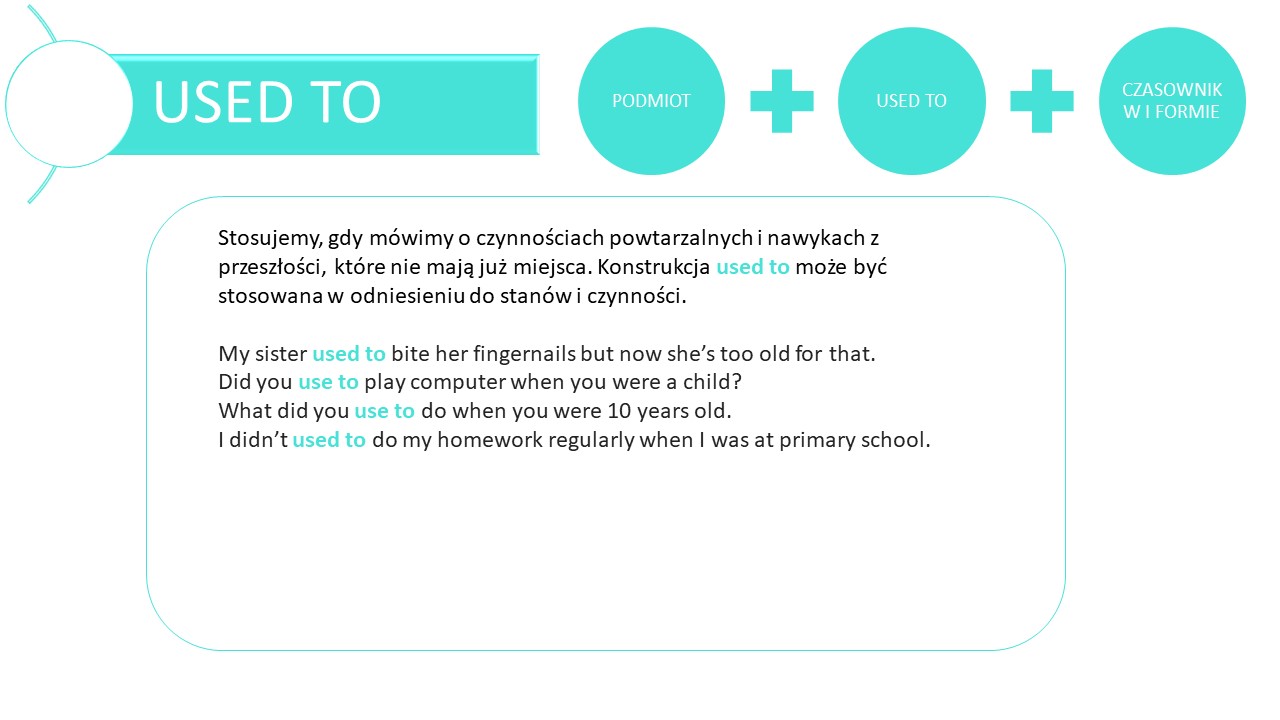 USED TO
PODMIOT
USED TO
CZASOWNIK
W I FORMIE
Stosujemy, gdy mówimy o czynnościach powtarzalnych i nawykach z
przeszłości, które nie mają już miejsca. Konstrukcja used to może być
stosowana w odniesieniu do stanów i czynności.
My sister used to bite her fingernails but now she’s too old for that.
Did you use to play computer when you were a child?
What did you use to do when you were 10 years old.
I didn’t used to do my homework regularly when I was at primary school.